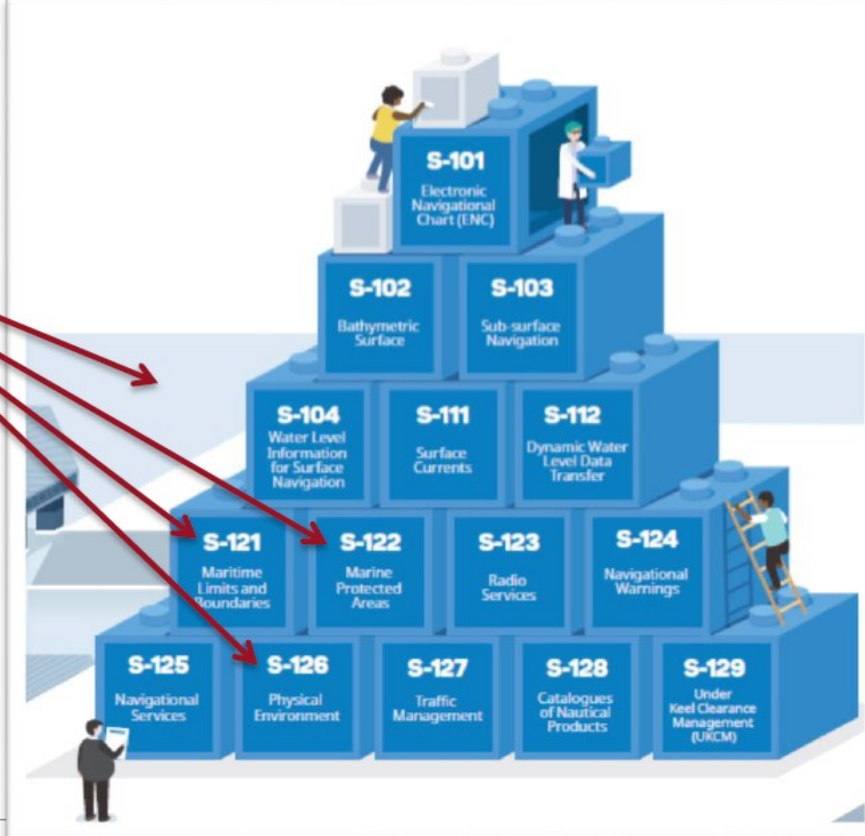 S-101
Electronic
Navigational
Chart (ENC)
S-102
Bathymetric
Surface
S-103
Sub-surface
Navigation
S-104
Water Level
Information
for Surface
Navigation
S-111
Surface
Currents
S-112
Dynamic Water
Level Data
Transfer
S-121
Maritime
Limits and
Boundaries
S-122
Marine
Protected
Areas
S-123
Radio
Services
S-124
Navigational
Warnings
S-125
Navigational
Services
S-126
Physical
Environment
S-127
Traffic
Management
S-128
Catalogues
of Nautical
Products
S-129
Under
Keel Clearance
Management
(UKCM)